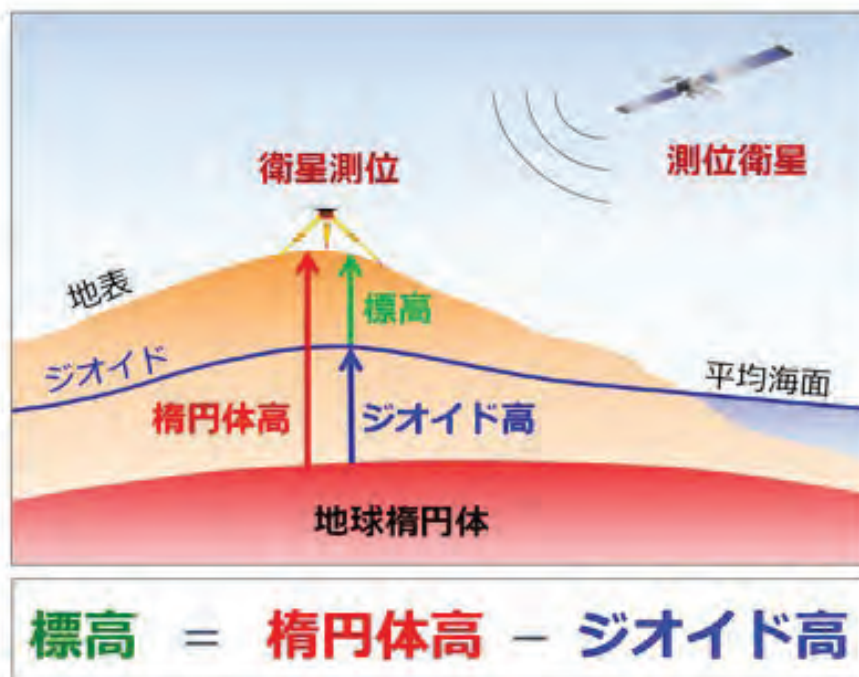 測位衛星
衛星測位
地表
標高
ジオイド
平均海面
楕円体高
ジオイド高
地球楕円体
標高 = 楕円体高 − ジオイド高